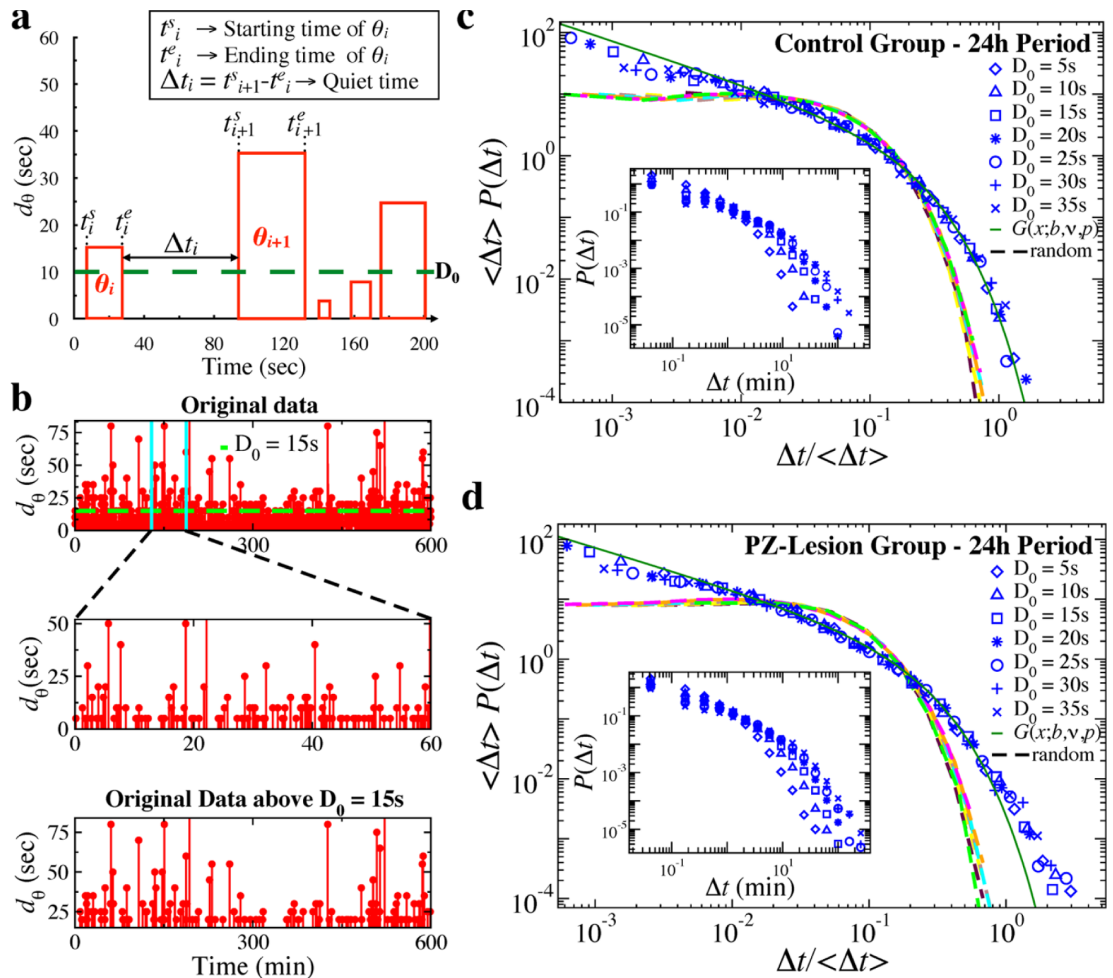 a
t^s_i → Starting time of θ_i
t^e_i → Ending time of θ_i
Δt_i = t^s_{i+1}-t^e_i → Quiet time
60
50
40
30
20
10
0
d_θ (sec)
t^s_i t^e_i
Δt_i
t^s_{i+1} t^e_{i+1}
θ_i
θ_{i+1}
D_0
0 40 80 120 160 200
Time (sec)
b
Original data
D_0 = 15s
75
50
25
0
d_θ (sec)
0 300 600
50
25
0
d_θ(sec)
0 20 40 60
Original Data above D_0 = 15s
75
50
25
d_θ (sec)
0 300 600
Time (min)
c
Control Group - 24h Period
D_0 = 5s
D_0 = 10s
D_0 = 15s
D_0 = 20s
D_0 = 25s
D_0 = 30s
D_0 = 35s
G(x;b,ν,p)
random
10^2
10^0
10^-2
10^-4
<Δt> P(Δt)
10^-1
10^-3
10^-5
P(Δt)
10^-1 10^1
Δt (min)
10^-3 10^-2 10^-1 10^0
Δt/<Δt>
d
PZ-Lesion Group - 24h Period
D_0 = 5s
D_0 = 10s
D_0 = 15s
D_0 = 20s
D_0 = 25s
D_0 = 30s
D_0 = 35s
G(x;b,ν,p)
random
10^2
10^0
10^-2
10^-4
<Δt> P(Δt)
10^-1
10^-3
10^-5
P(Δt)
10^-1 10^1
Δt (min)
10^-3 10^-2 10^-1 10^0
Δt/<Δt>